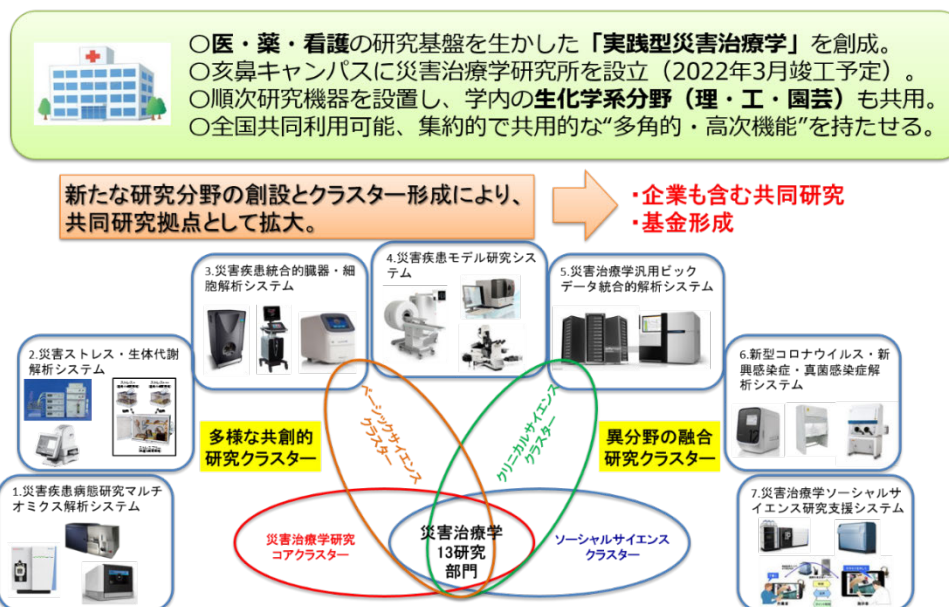 ○医・薬・看護の研究基盤を生かした「実践型災害治療学」を創成。
○亥鼻キャンパスに災害治療学研究所を設立（2022年3月竣工予定）。
○順次研究機器を設置し、学内の生化学系分野（理・工・園芸）も共用。
○全国共同利用可能、集約的で共用的な“多角的・高次機能”を持たせる。
新たな研究分野の創設とクラスター形成により、
共同研究拠点として拡大。
・企業も含む共同研究
・基金形成
4.災害疾患モデル研究シス
テム
3.災害疾患統合的臓器・細
胞解析システム
5.災害治療学汎用ビック
データ統合的解析システム
2.災害ストレス・生体代謝
解析システム
6.新型コロナウイルス・新
興感染症・真菌感染症解
析システム
ベーシックサイエンス
クラスター
クリニカルサイエンス
クラスター
多様な共創的
研究クラスター
異分野の融合
研究クラスター
1.災害疾患病態研究マルチ
オミクス解析システム
7.災害治療学ソーシャルサ
イエンス研究支援システム
災害治療学研究
コアクラスター
災害治療学
13研究
部門
ソーシャルサイエンス
クラスター